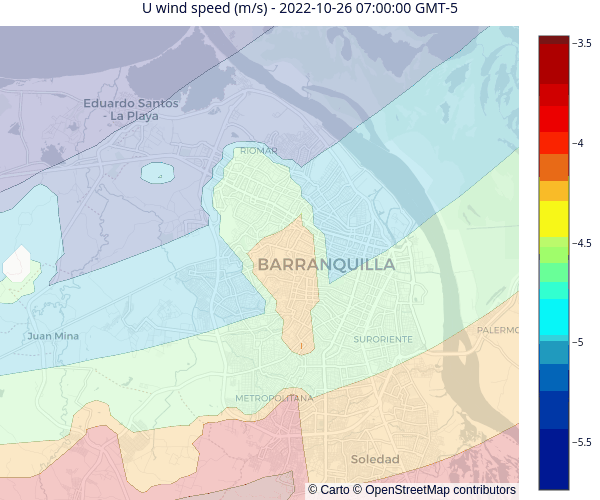 U wind speed (m/s) - 2022-10-26 07:00:00 GMT-5
−3.5
Eduardo Santos
- La Playa
−4
RIOMAR
−4.5
BARRANQUILLA
PALERMO
Juan Mina
SURORIENTE
−5
METROPOLITANA
−5.5
Soledad
© Carto © OpenStreetMap contributors